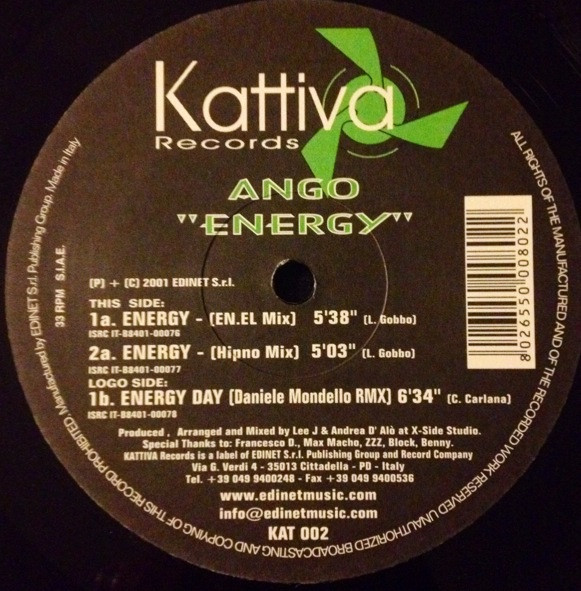 Kattiva
Records
ANGO
"ENERGY"
(P) + (C) 2001 EDINET S.r.l.
THIS SIDE:
1a. ENERGY - (EN.EL Mix) 5'38" (L. Gobbo)
ISRC IT-B8401-00076
2a. ENERGY - (Hipno Mix) 5'03" (L. Gobbo)
ISRC IT-B8401-00077
LOGO SIDE:
1b. ENERGY DAY (Daniele Mondello RMX) 6'34" (C. Carlana)
ISRC IT-B8401-00078
Produced, Arranged and Mixed by Lee J & Andrea D' Alò at X-Side Studio.
Special Thanks to: Francesco D., Max Macho, ZZZ, Block, Benny.
KATTIVA Records is a label of EDINET S.r.l. Publishing Group and Record Company
Via G. Verdi 4 - 35013 Cittadella - PD - Italy
Tel. +39 049 9400248 - Fax +39 049 9400536
www.edinetmusic.com
info@edinetmusic.com
KAT 002
33 RPM S.I.A.E.
8 026550 008022
ALL RIGHTS OF THE MANUFACTURED AND OF THE RECORDED WORK RESERVED UNAUTHORIZED BROADCASTING AND COPYING OF THIS RECORD PROHIBITED. Manufactured by EDINET S.r.l. Publishing Group. Made in Italy